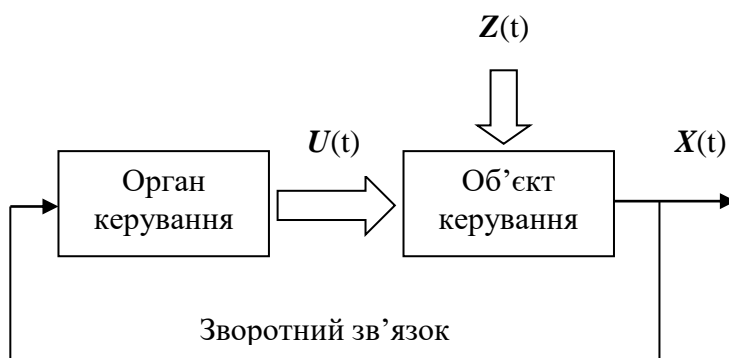 Z(t)
U(t)
X(t)
Орган
керування
Об’єкт
керування
Зворотний зв’язок